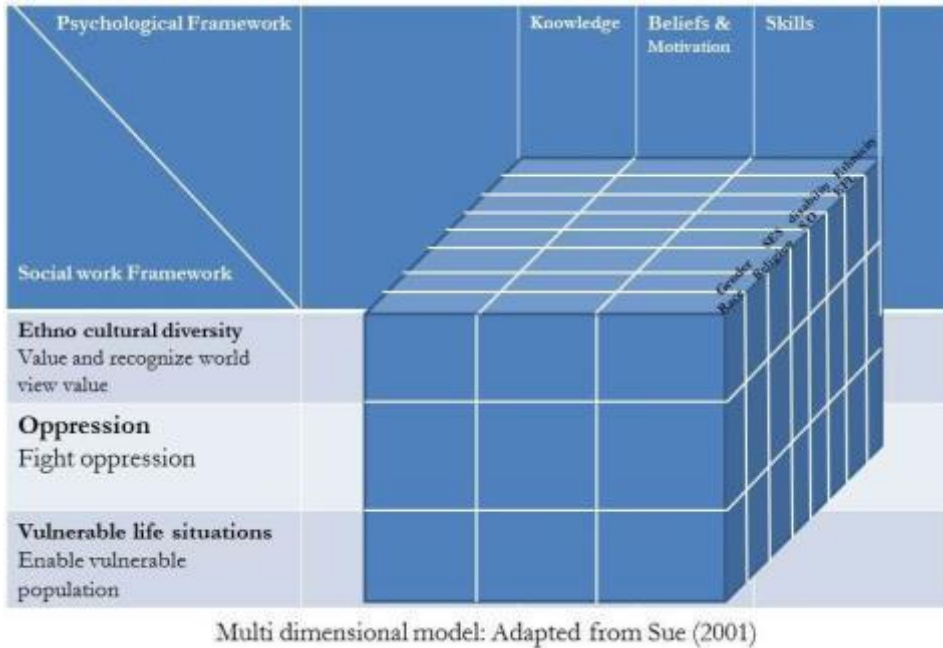 Psychological Framework
Knowledge
Beliefs &
Motivation
Skills
Social work Framework
Race
Gender
Religion
SES
S.O
disability
Ethnicity
Ethno cultural diversity
Value and recognize world
view value
Oppression
Fight oppression
Vulnerable life situations
Enable vulnerable
population
Multi dimensional model: Adapted from Sue (2001)